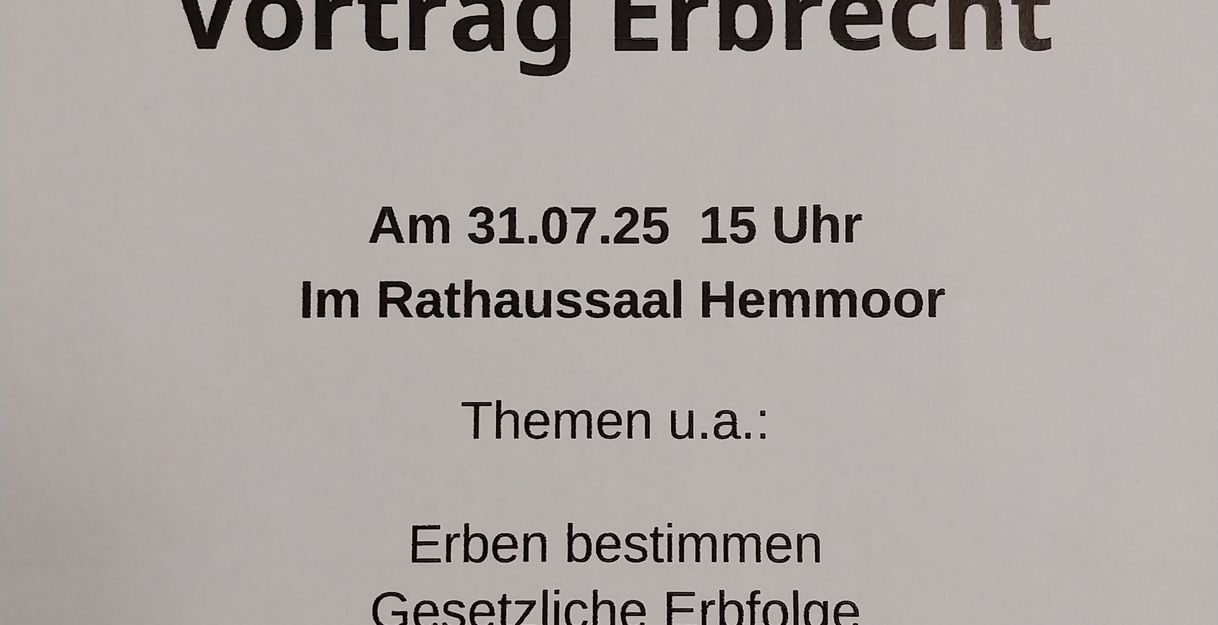 Vortrag Erbrecht
Am 31.07.25 15 Uhr
Im Rathaussaal Hemmoor
Themen u.a.:
Erben bestimmen
Gesetzliche Erbfolge